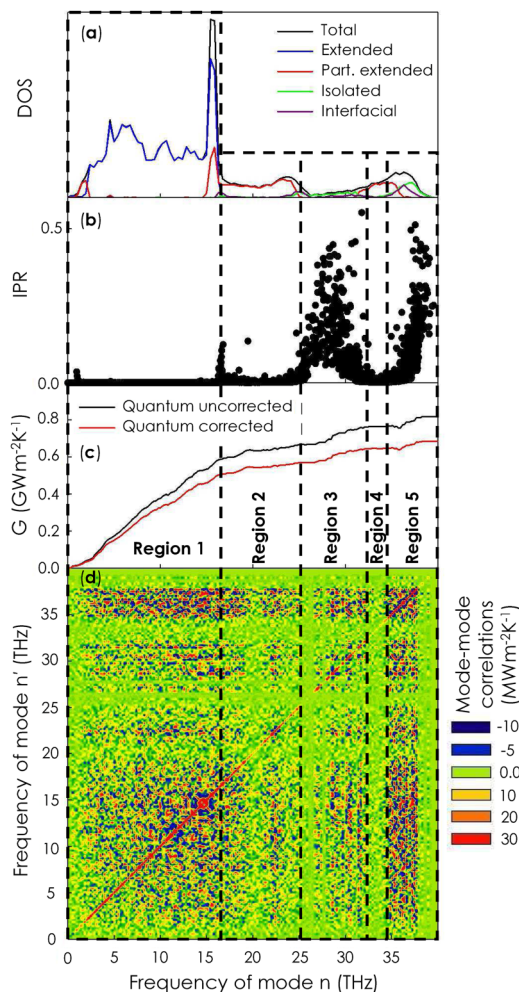 (a)
Total
Extended
Part. extended
Isolated
Interfacial
DOS
(b)
0.5
IPR
0.0
Quantum uncorrected
Quantum corrected
0.8
(c)
0.6
0.4
0.2
0.0
G (GWm⁻²K⁻¹)
Region 1
Region 2
Region 3
Region 4
Region 5
(d)
35
30
25
20
15
10
5
0
Frequency of mode n' (THz)
Mode-mode
correlations
(MWm⁻²K⁻¹)
-10
-5
0.0
10
20
30
0 5 10 15 20 25 30 35
Frequency of mode n (THz)